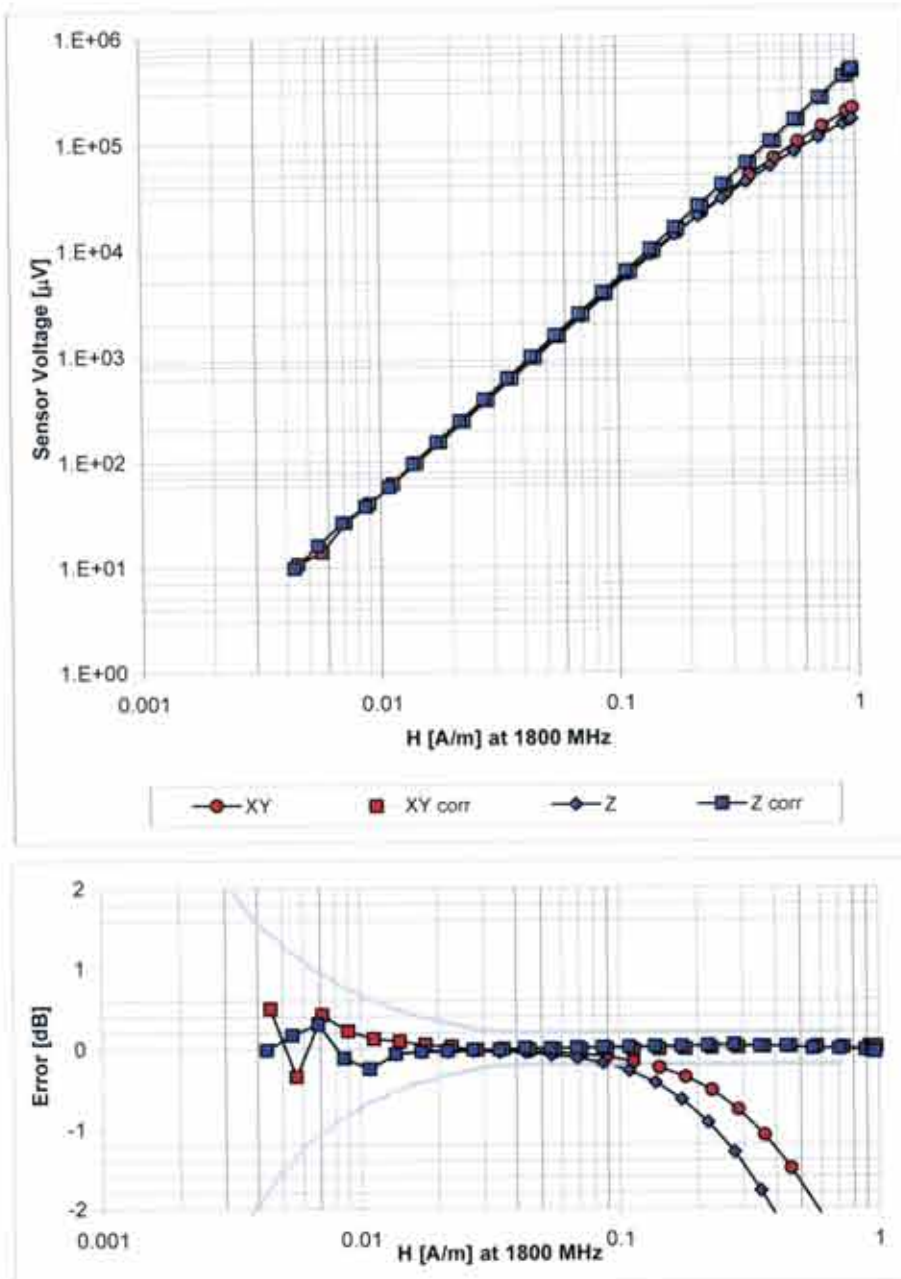 1.E+06
1.E+05
1.E+04
1.E+03
1.E+02
1.E+01
1.E+00
Sensor Voltage [µV]
0.001 0.01 0.1 1
H [A/m] at 1800 MHz
XY XY corr Z Z corr
2
1
0
-1
-2
Error [dB]
0.001 0.01 0.1 1
H [A/m] at 1800 MHz